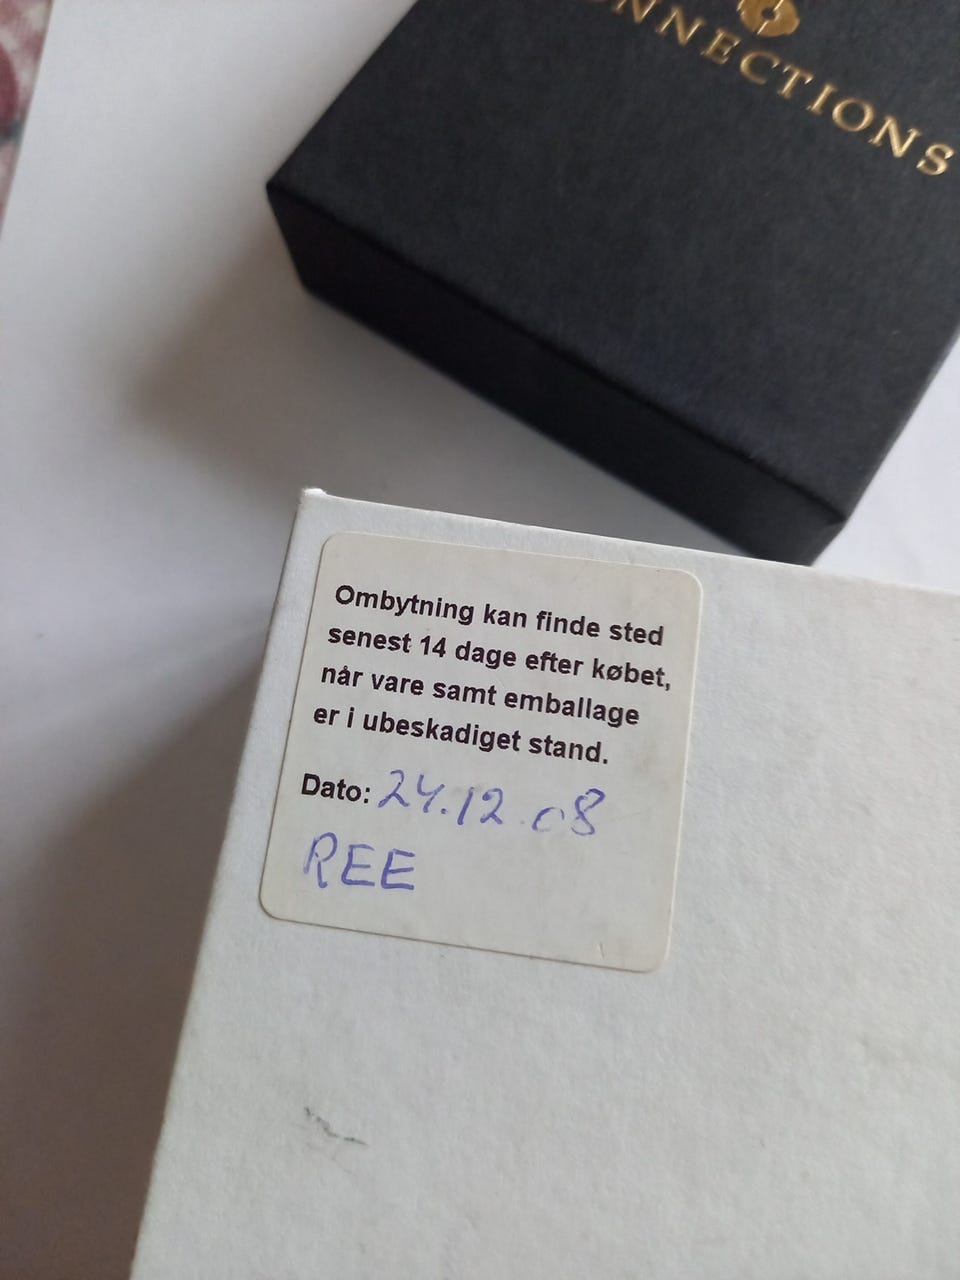 ONNECTIONS
Ombytning kan finde sted
senest 14 dage efter købet,
når vare samt emballage
er i ubeskadiget stand.
Dato: 24.12.08
REE